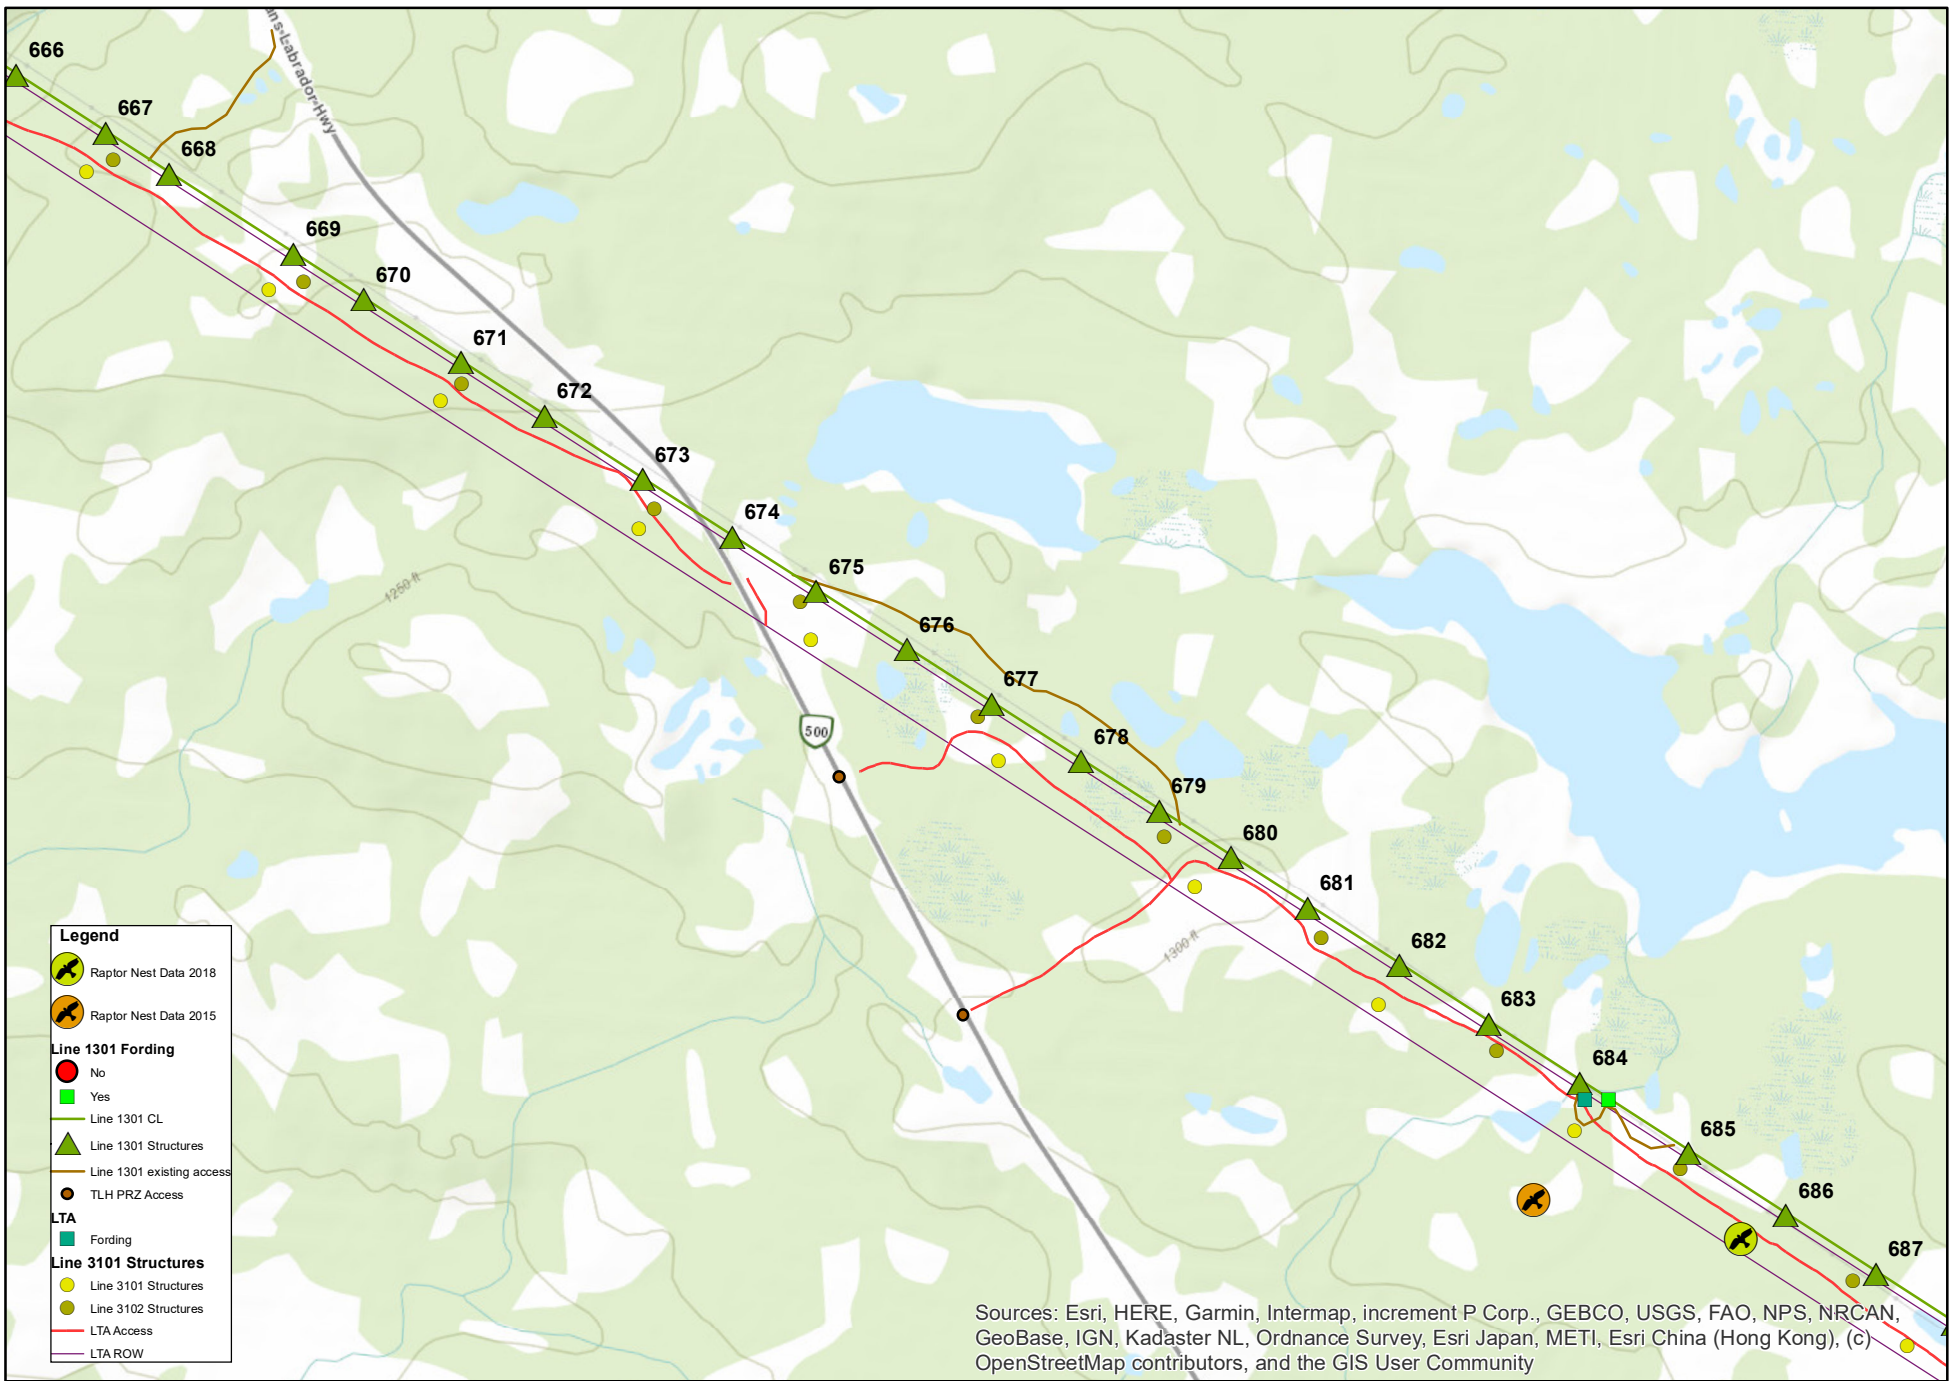 ans-Labrador-Hwy
666
667
668
669
670
671
672
673
674
675
676
677
678
679
680
681
682
683
684
685
686
687
1250 ft
500
1300 ft
Legend
Raptor Nest Data 2018
Raptor Nest Data 2015
Line 1301 Fording
No
Yes
Line 1301 CL
Line 1301 Structures
Line 1301 existing access
TLH PRZ Access
LTA
Fording
Line 3101 Structures
Line 3101 Structures
Line 3102 Structures
LTA Access
LTA ROW
Sources: Esri, HERE, Garmin, Intermap, increment P Corp., GEBCO, USGS, FAO, NPS, NRCAN,
GeoBase, IGN, Kadaster NL, Ordnance Survey, Esri Japan, METI, Esri China (Hong Kong), (c)
OpenStreetMap contributors, and the GIS User Community